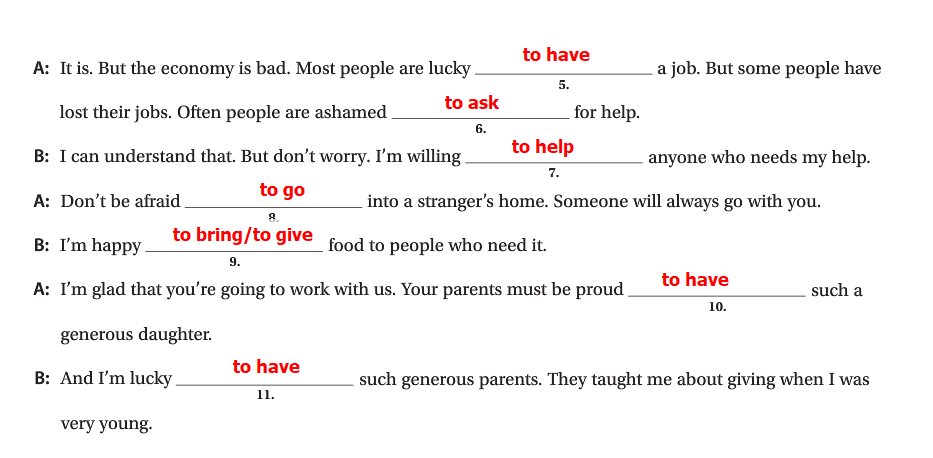 A: It is. But the economy is bad. Most people are lucky to have a job. But some people have
5.
lost their jobs. Often people are ashamed to ask for help.
6.
B: I can understand that. But don't worry. I'm willing to help anyone who needs my help.
7.
A: Don't be afraid to go into a stranger's home. Someone will always go with you.
8.
B: I'm happy to bring/to give food to people who need it.
9.
A: I'm glad that you're going to work with us. Your parents must be proud to have such a
10.
generous daughter.
B: And I'm lucky to have such generous parents. They taught me about giving when I was
11.
very young.